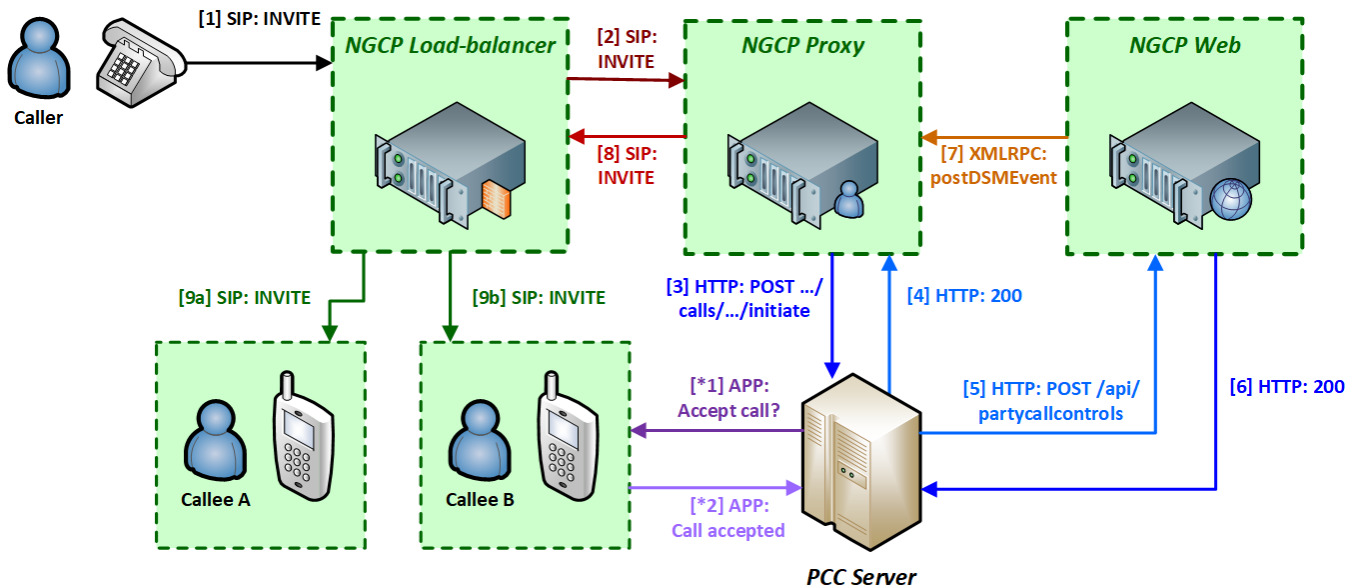 [1] SIP: INVITE
Caller
NGCP Load-balancer
[2] SIP:
INVITE
[8] SIP:
INVITE
NGCP Proxy
[7] XMLRPC:
postDSMEvent
NGCP Web
[9a] SIP: INVITE
[9b] SIP: INVITE
[3] HTTP: POST .../
calls/.../initiate
[4] HTTP: 200
[5] HTTP: POST /api/
partycallcontrols
[6] HTTP: 200
Callee A
Callee B
[*1] APP:
Accept call?
[*2] APP:
Call accepted
PCC Server